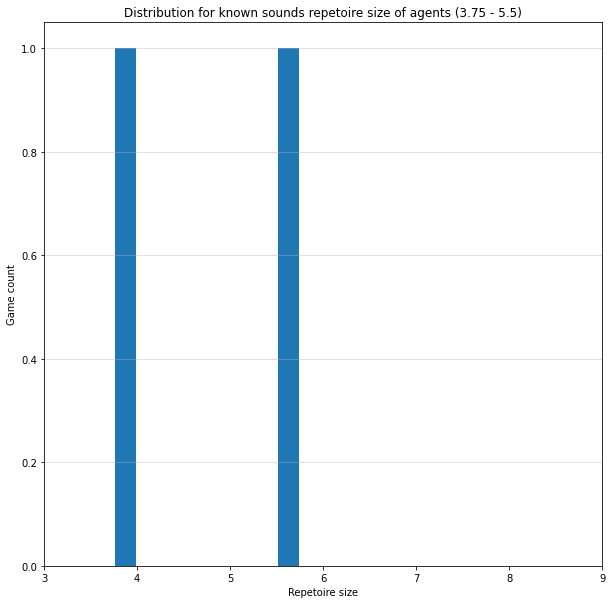 Distribution for known sounds repetoire size of agents (3.75 - 5.5)
1.0
0.8
0.6
0.4
0.2
0.0
Game count
3 4 5 6 7 8 9
Repetoire size